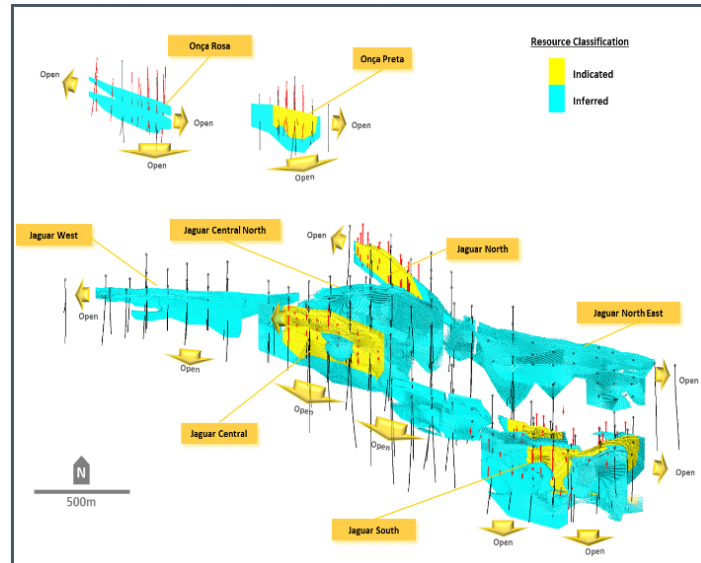 Onça Rosa
Open
Open
Open
Onça Preta
Open
Open
Resource Classification
Indicated
Inferred
Jaguar West
Jaguar Central North
Open
Jaguar North
Jaguar North East
Open
Open
Open
Open
Open
Open
Jaguar Central
Open
Jaguar South
Open
Open
N
500m